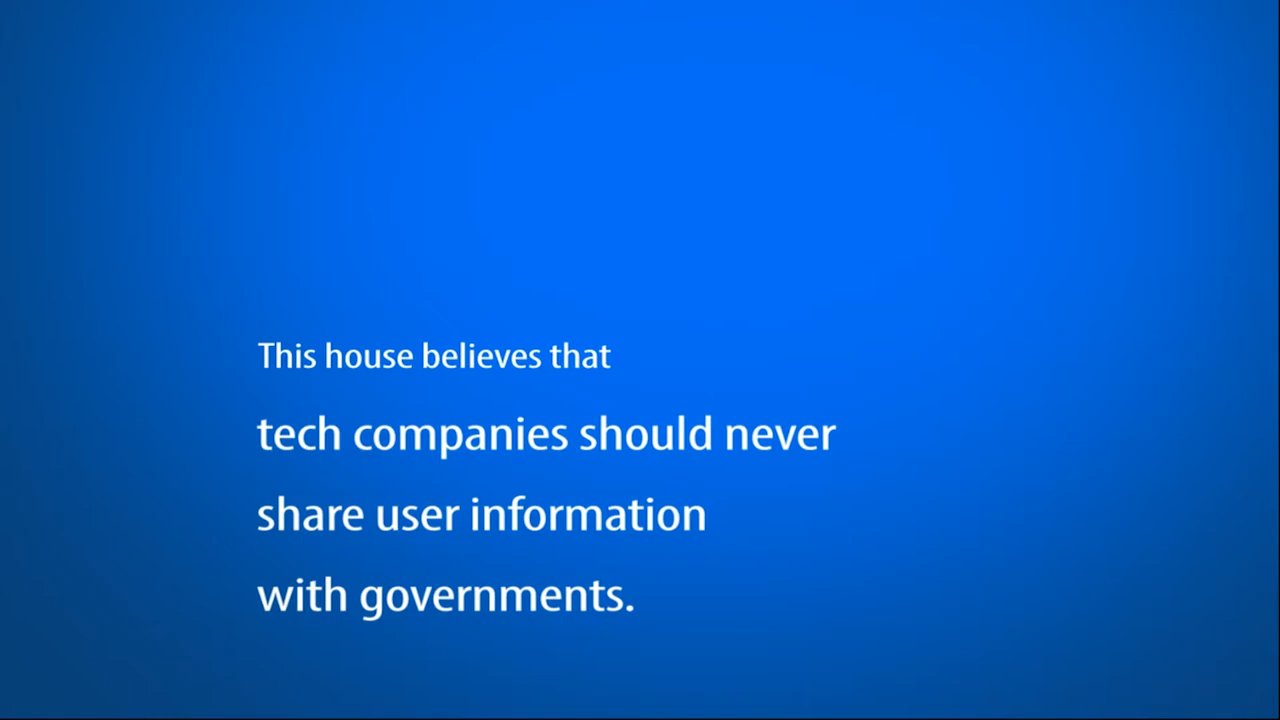 This house believes that
tech companies should never
share user information
with governments.